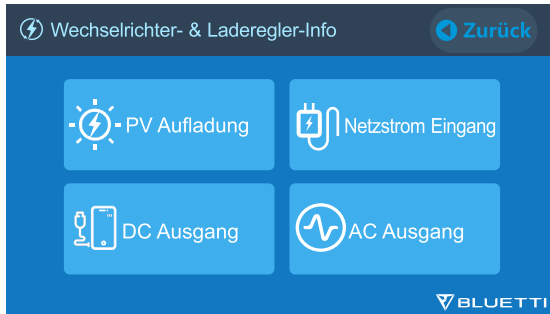 Wechselrichter- & Laderegler-Info
Zurück
PV Aufladung
Netzstrom Eingang
DC Ausgang
AC Ausgang
BLUETTI